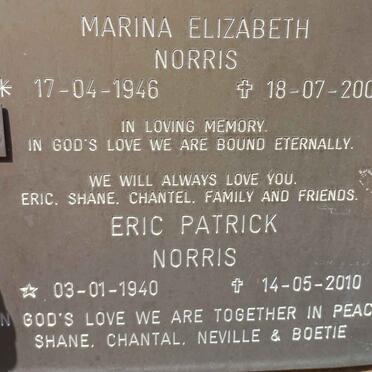 MARINA ELIZABETH
NORRIS
* 17-04-1946 ✝ 18-07-200
IN LOVING MEMORY.
IN GOD'S LOVE WE ARE BOUND ETERNALLY.
WE WILL ALWAYS LOVE YOU.
ERIC, SHANE, CHANTEL, FAMILY AND FRIENDS.
ERIC PATRICK
NORRIS
☆ 03-01-1940 ✝ 14-05-2010
N GOD'S LOVE WE ARE TOGETHER IN PEAC
SHANE, CHANTAL, NEVILLE & BOETIE